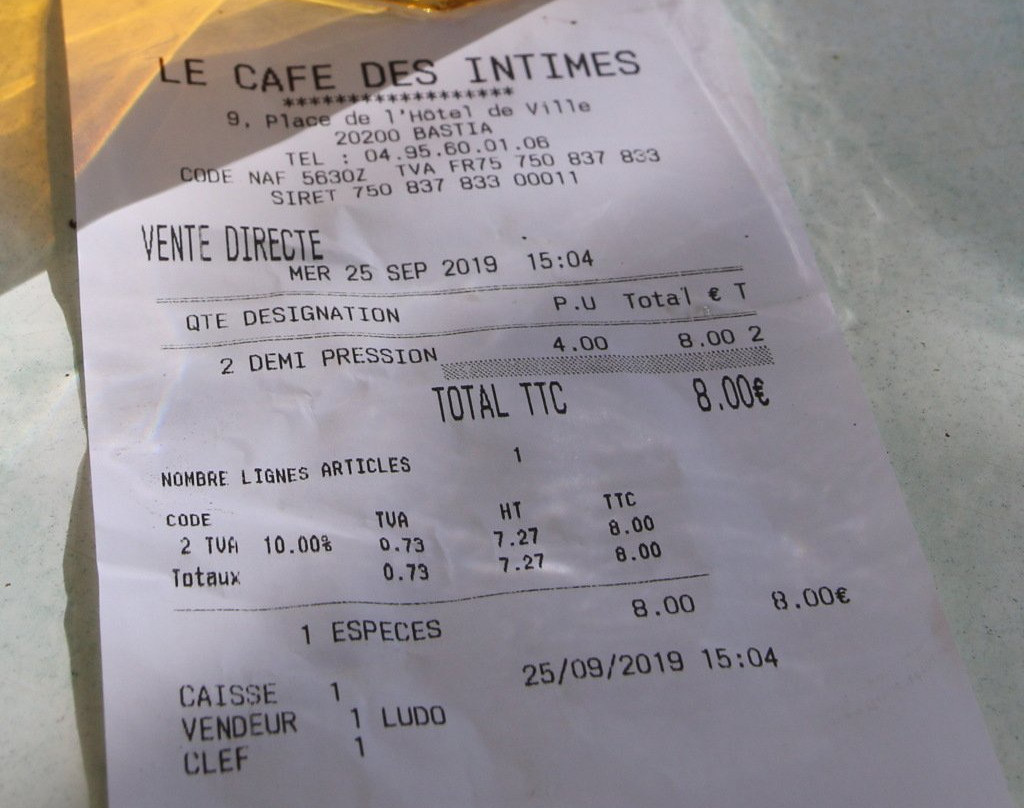 LE CAFE DES INTIMES
******************
9, Place de l'Hôtel de Ville
20200 BASTIA
TEL : 04.95.60.01.06
CODE NAF 5630Z TVA FR75 750 837 833
SIRET 750 837 833 00011
VENTE DIRECTE
MER 25 SEP 2019 15:04
QTE DESIGNATION P.U Total € T
2 DEMI PRESSION 4.00 8.00 2
TOTAL TTC 8.00€
NOMBRE LIGNES ARTICLES 1
CODE TVA HT TTC
2 TVA 10.00% 0.73 7.27 8.00
Totaux 0.73 7.27 8.00
1 ESPECES 8.00 8.00€
25/09/2019 15:04
CAISSE 1
VENDEUR 1 LUDO
CLEF 1